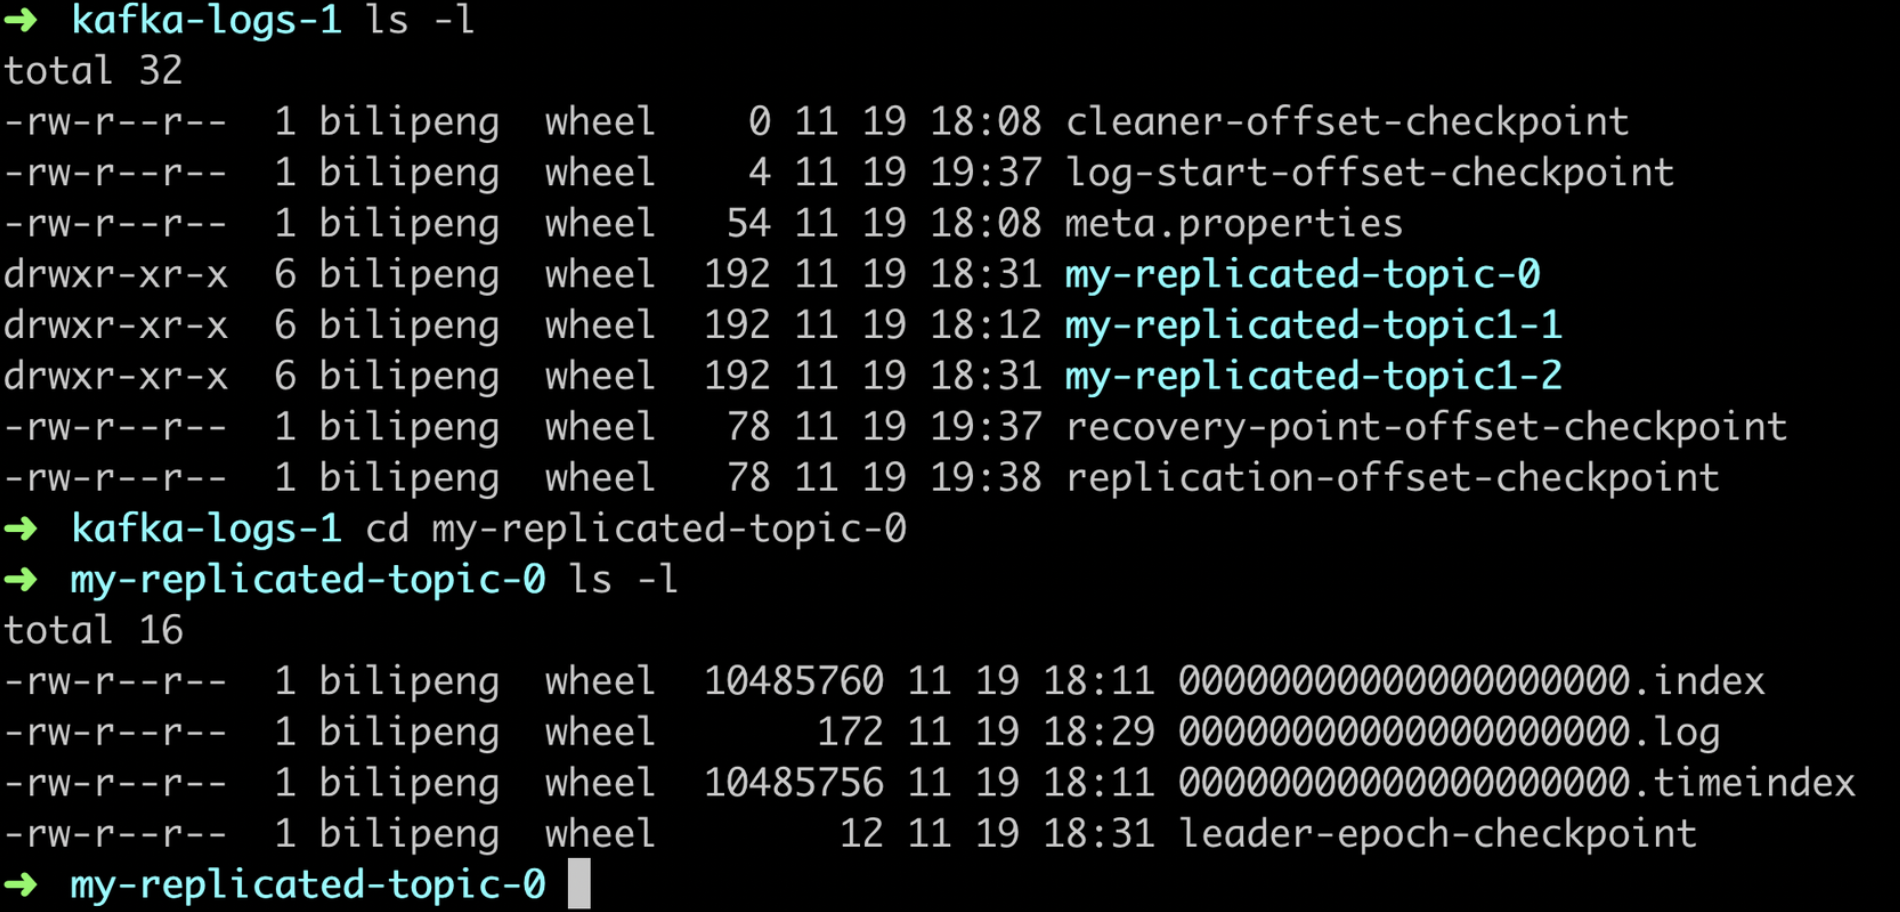 ➜ kafka-logs-1 ls -l
total 32
-rw-r--r--  1 bilipeng  wheel    0 11 19 18:08 cleaner-offset-checkpoint
-rw-r--r--  1 bilipeng  wheel    4 11 19 19:37 log-start-offset-checkpoint
-rw-r--r--  1 bilipeng  wheel   54 11 19 18:08 meta.properties
drwxr-xr-x  6 bilipeng  wheel  192 11 19 18:31 my-replicated-topic-0
drwxr-xr-x  6 bilipeng  wheel  192 11 19 18:12 my-replicated-topic1-1
drwxr-xr-x  6 bilipeng  wheel  192 11 19 18:31 my-replicated-topic1-2
-rw-r--r--  1 bilipeng  wheel   78 11 19 19:37 recovery-point-offset-checkpoint
-rw-r--r--  1 bilipeng  wheel   78 11 19 19:38 replication-offset-checkpoint
➜ kafka-logs-1 cd my-replicated-topic-0
➜ my-replicated-topic-0 ls -l
total 16
-rw-r--r--  1 bilipeng  wheel  10485760 11 19 18:11 00000000000000000000.index
-rw-r--r--  1 bilipeng  wheel       172 11 19 18:29 00000000000000000000.log
-rw-r--r--  1 bilipeng  wheel  10485756 11 19 18:11 00000000000000000000.timeindex
-rw-r--r--  1 bilipeng  wheel        12 11 19 18:31 leader-epoch-checkpoint
➜ my-replicated-topic-0